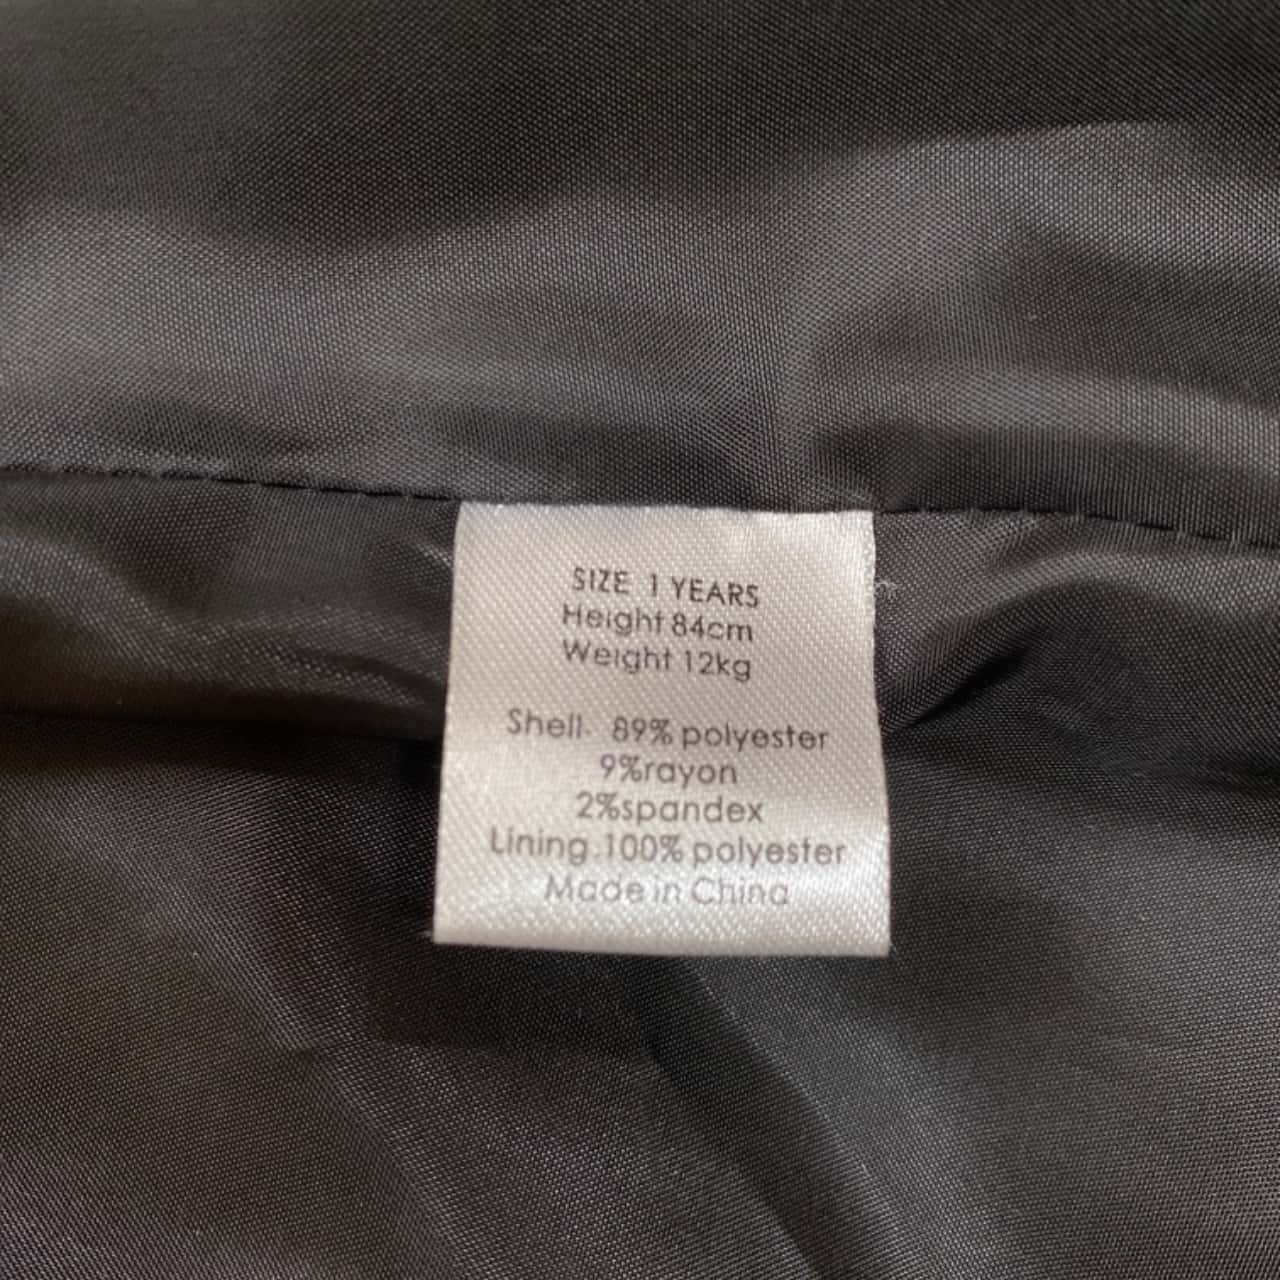 SIZE 1 YEARS
Height 84cm
Weight 12kg
Shell. 89% polyester
9%rayon
2%spandex
Lining.100% polyester
Made in China